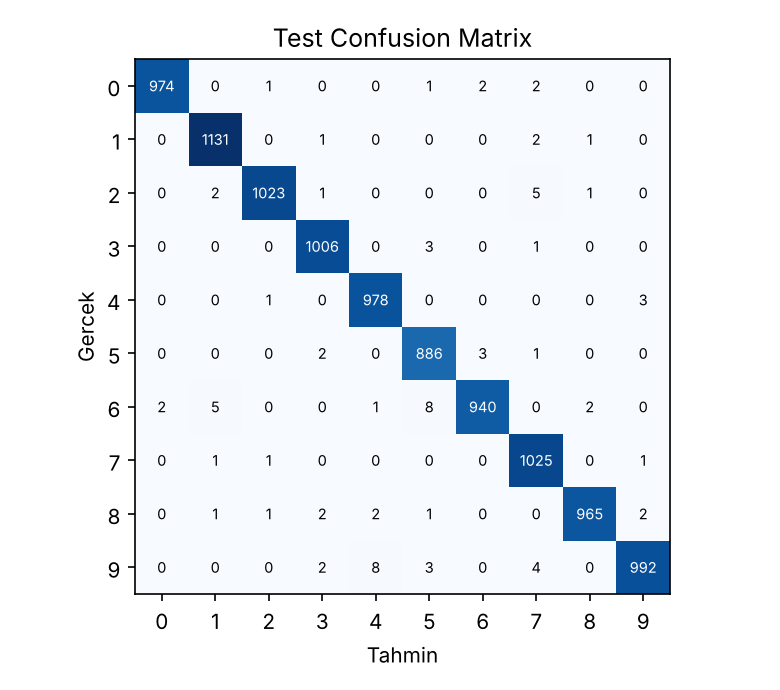 Test Confusion Matrix
Gercek
0 974 0 1 0 0 1 2 2 0 0
1 0 1131 0 1 0 0 0 2 1 0
2 0 2 1023 1 0 0 0 5 1 0
3 0 0 0 1006 0 3 0 1 0 0
4 0 0 1 0 978 0 0 0 0 3
5 0 0 0 2 0 886 3 1 0 0
6 2 5 0 0 1 8 940 0 2 0
7 0 1 1 0 0 0 0 1025 0 1
8 0 1 1 2 2 1 0 0 965 2
9 0 0 0 2 8 3 0 4 0 992
0 1 2 3 4 5 6 7 8 9
Tahmin